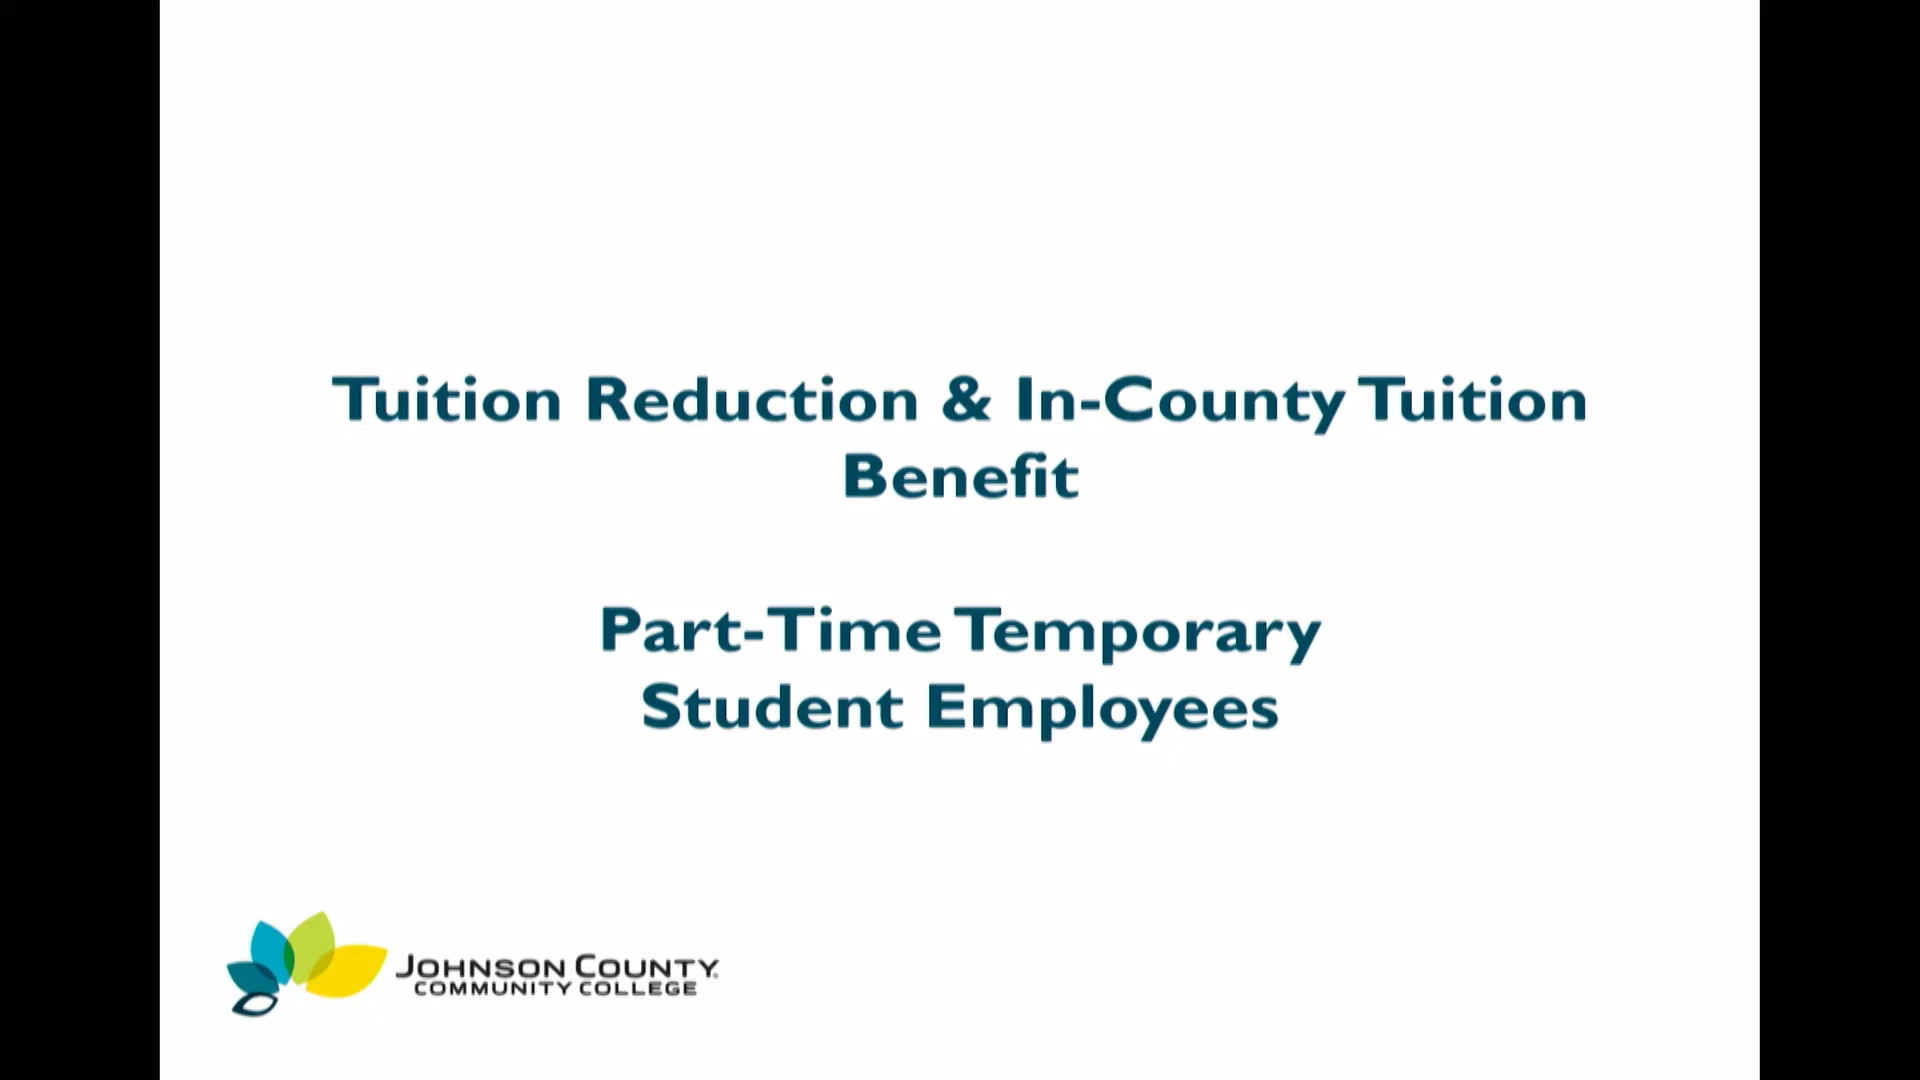 Tuition Reduction & In-County Tuition
Benefit
Part-Time Temporary
Student Employees
JOHNSON COUNTY
COMMUNITY COLLEGE